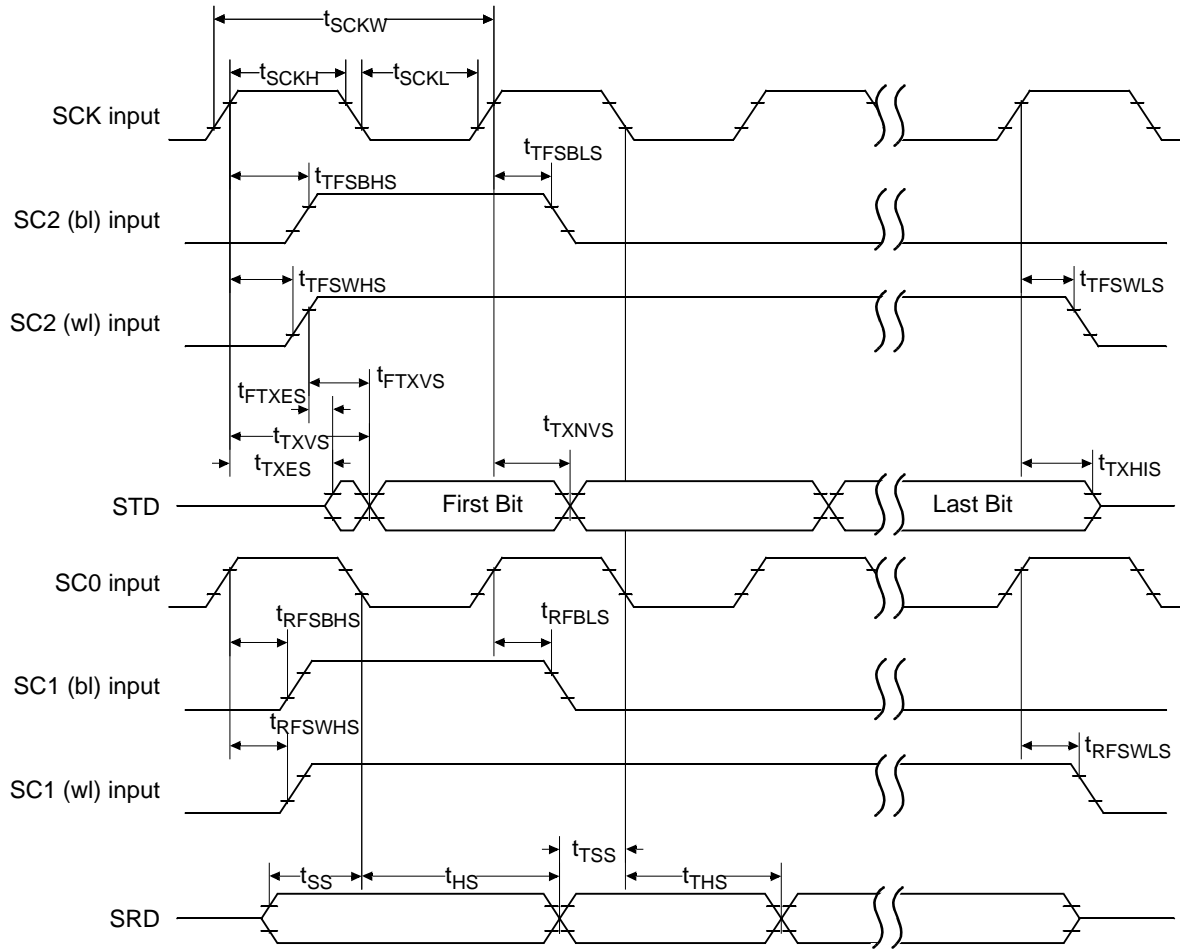 tSCKW
tSCKH
tSCKL
SCK input
tTFSBLS
tTFSBHS
SC2 (bl) input
tTFSWHS
tTFSWLS
SC2 (wl) input
tFTXVS
tFTXES
tTXVS
tTXNVS
tTXES
tTXHIS
STD
First Bit
Last Bit
SC0 input
tRFSBHS
tRFBLS
SC1 (bl) input
tRFSWHS
tRFSWLS
SC1 (wl) input
tTSS
tSS
tHS
tTHS
SRD